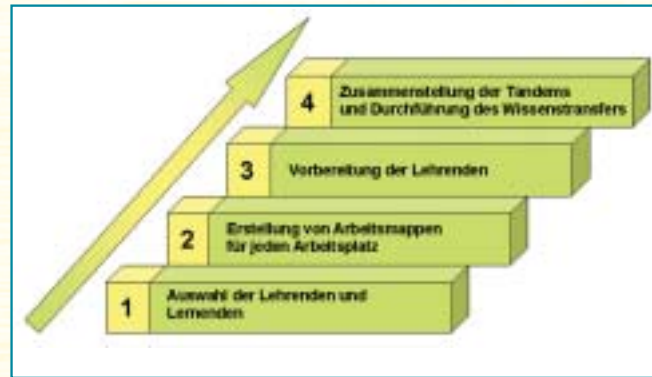 4
Zusammenstellung der Tandems
und Durchführung des Wissenstransfers
3
Vorbereitung der Lehrenden
2
Erstellung von Arbeitsmappen
für jeden Arbeitsplatz
1
Auswahl der Lehrenden und
Lernenden